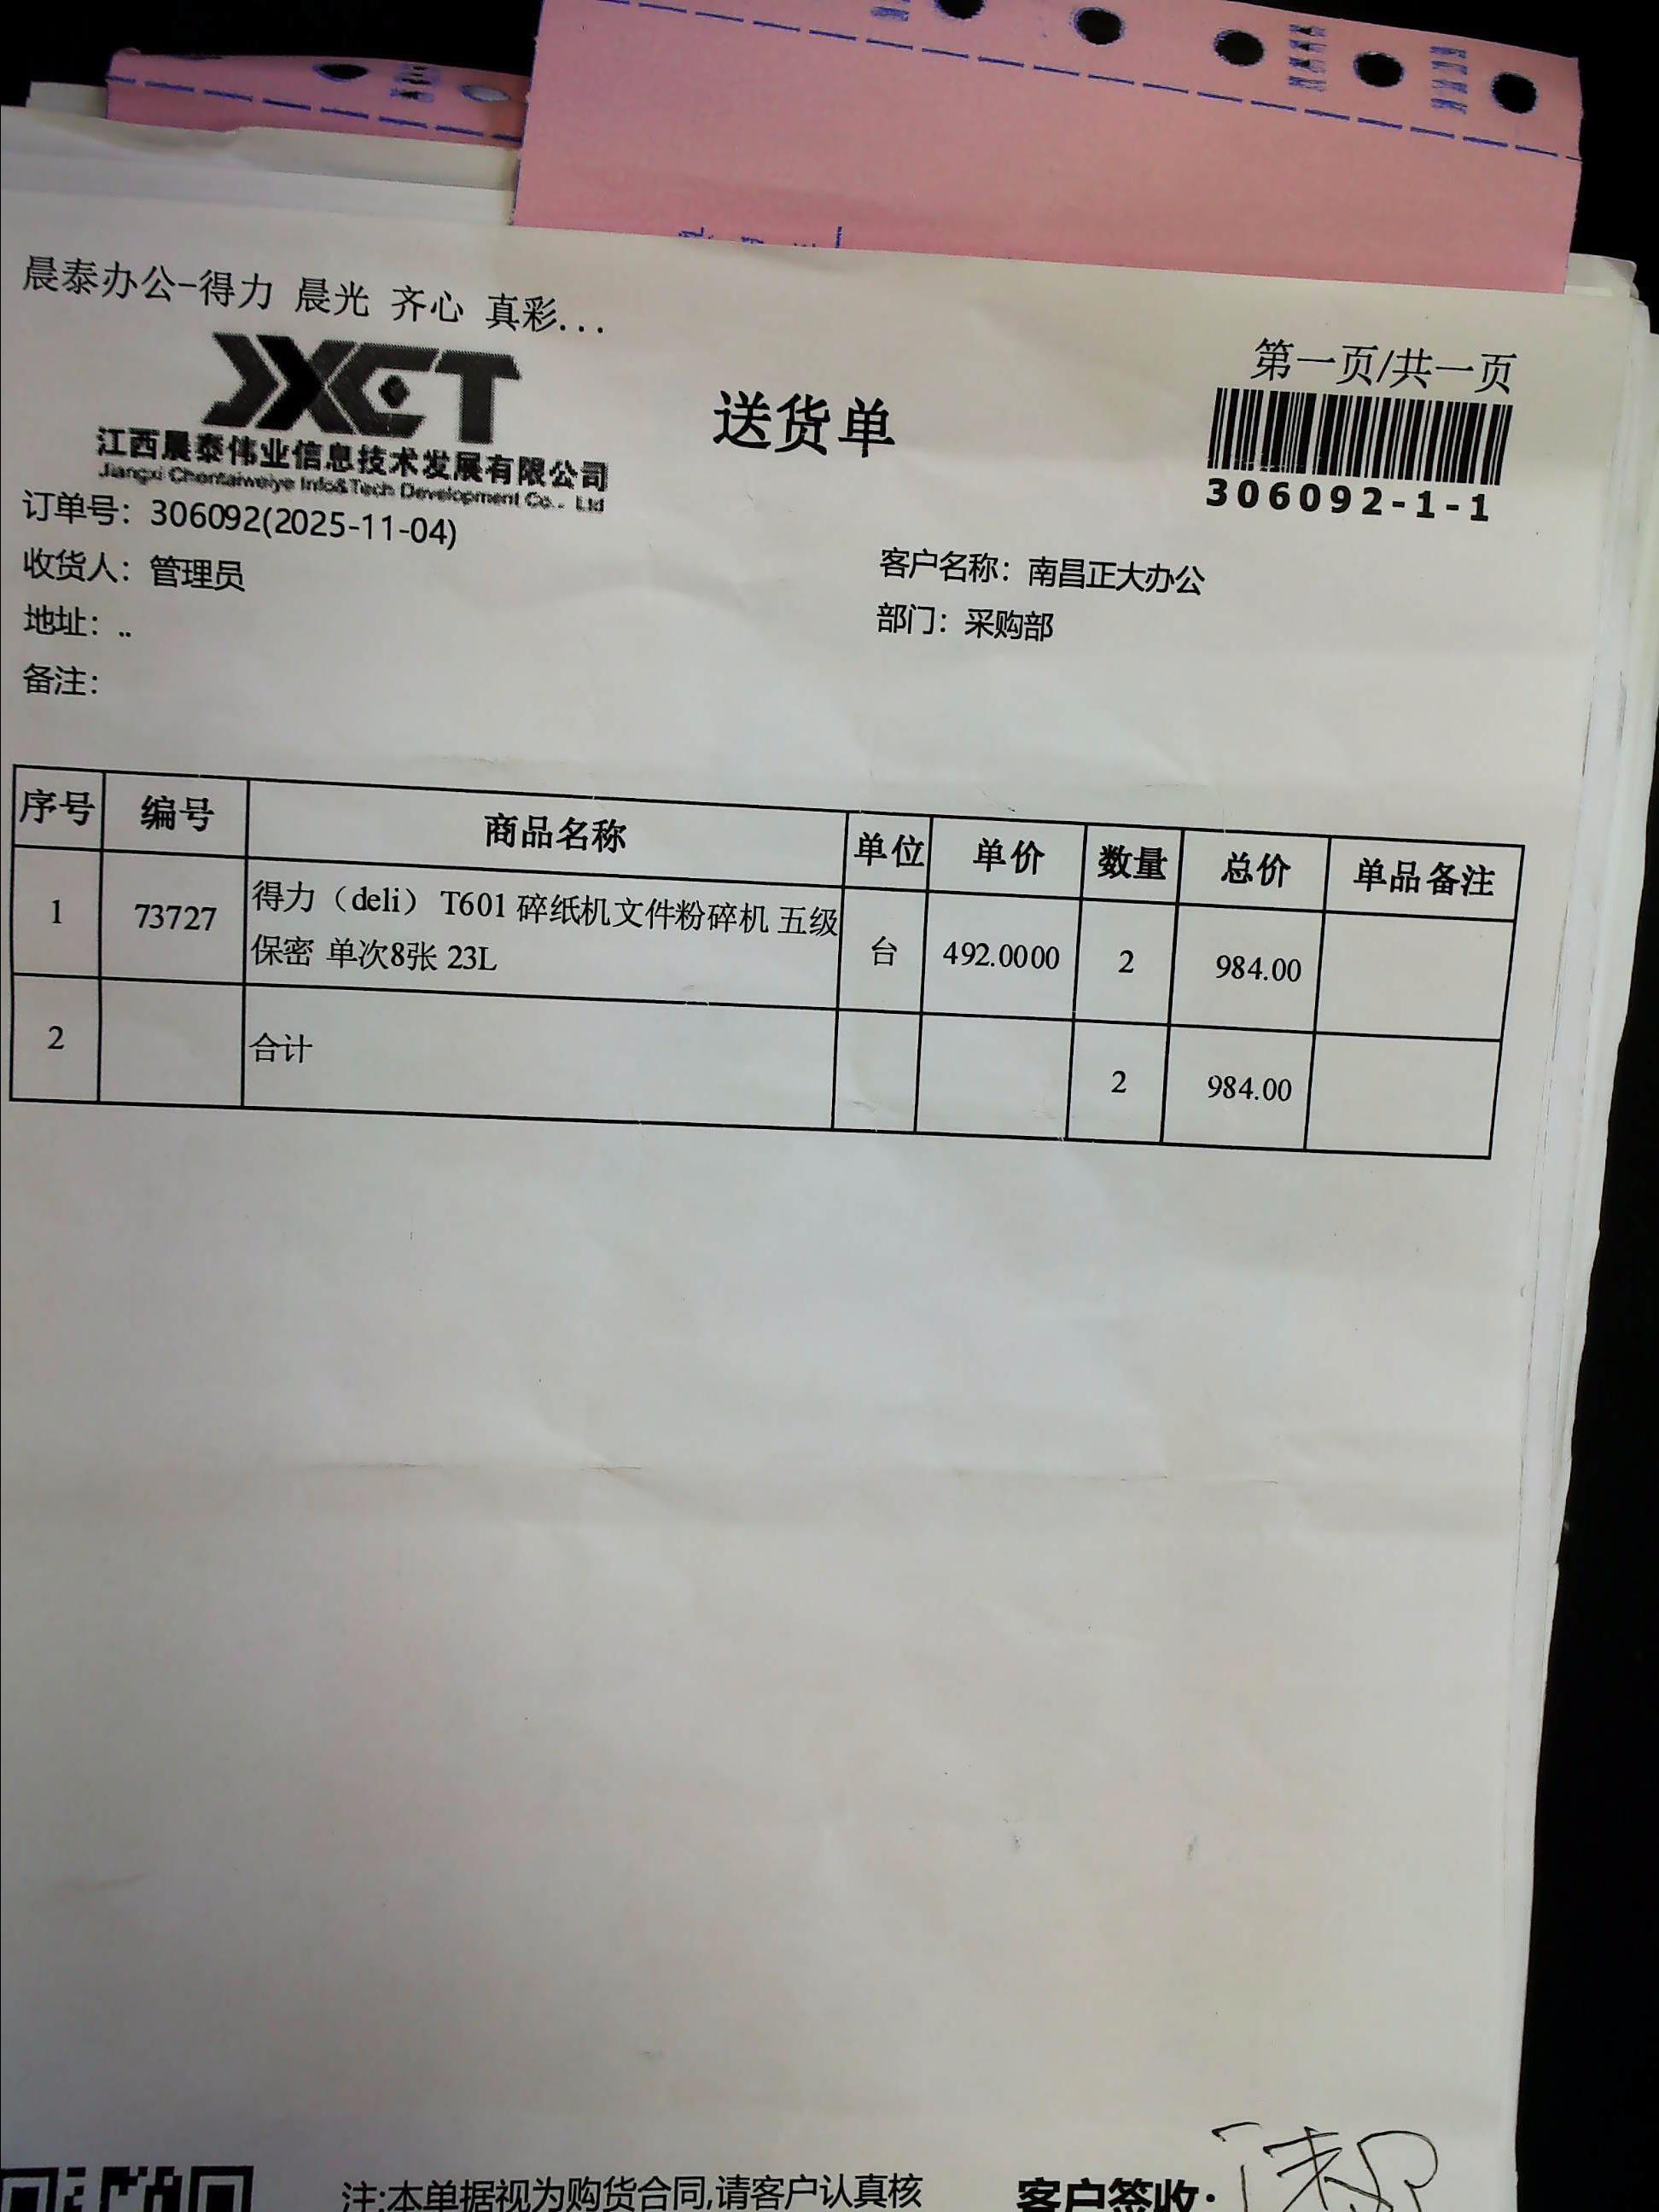 晨泰办公-得力 晨光 齐心 真彩...
第一页/共一页
JXCT
送货单
江西晨泰伟业信息技术发展有限公司
Jiangxi Chentaiweiye Info&Tech Development Co., Ltd
306092-1-1
订单号：306092(2025-11-04)
收货人：管理员 客户名称：南昌正大办公
地址：.. 部门：采购部
备注：
序号 编号 商品名称 单位 单价 数量 总价 单品备注
1 73727 得力（deli） T601 碎纸机文件粉碎机 五级
保密 单次8张 23L 台 492.0000 2 984.00
2 合计 2 984.00
注:本单据视为购货合同,请客户认真核 客户签收: